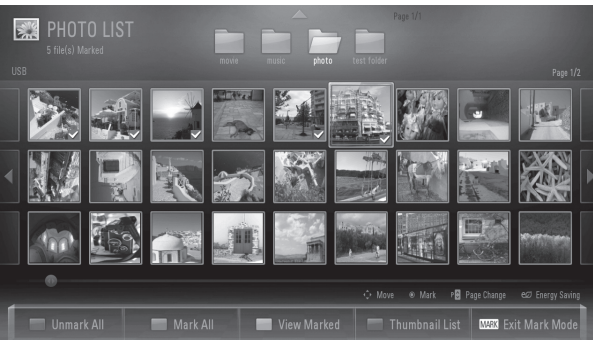 PHOTO LIST
5 file(s) Marked
Page 1/1
movie
music
photo
test folder
USB
Page 1/2
Move
Mark
P Page Change
Energy Saving
Unmark All
Mark All
View Marked
Thumbnail List
MARK Exit Mark Mode